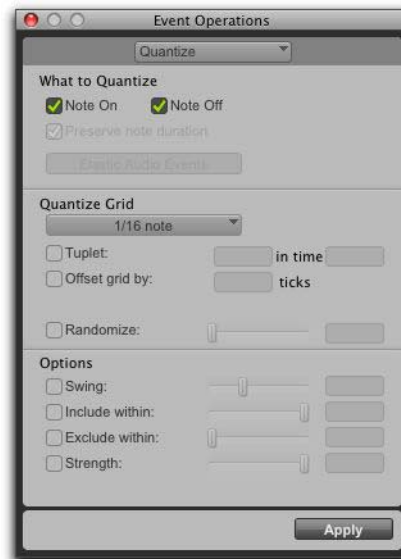 Event Operations
Quantize
What to Quantize
Note On Note Off
Preserve note duration
Elastic Audio Events
Quantize Grid
1/16 note
Tuplet: in time
Offset grid by: ticks
Randomize:
Options
Swing:
Include within:
Exclude within:
Strength:
Apply